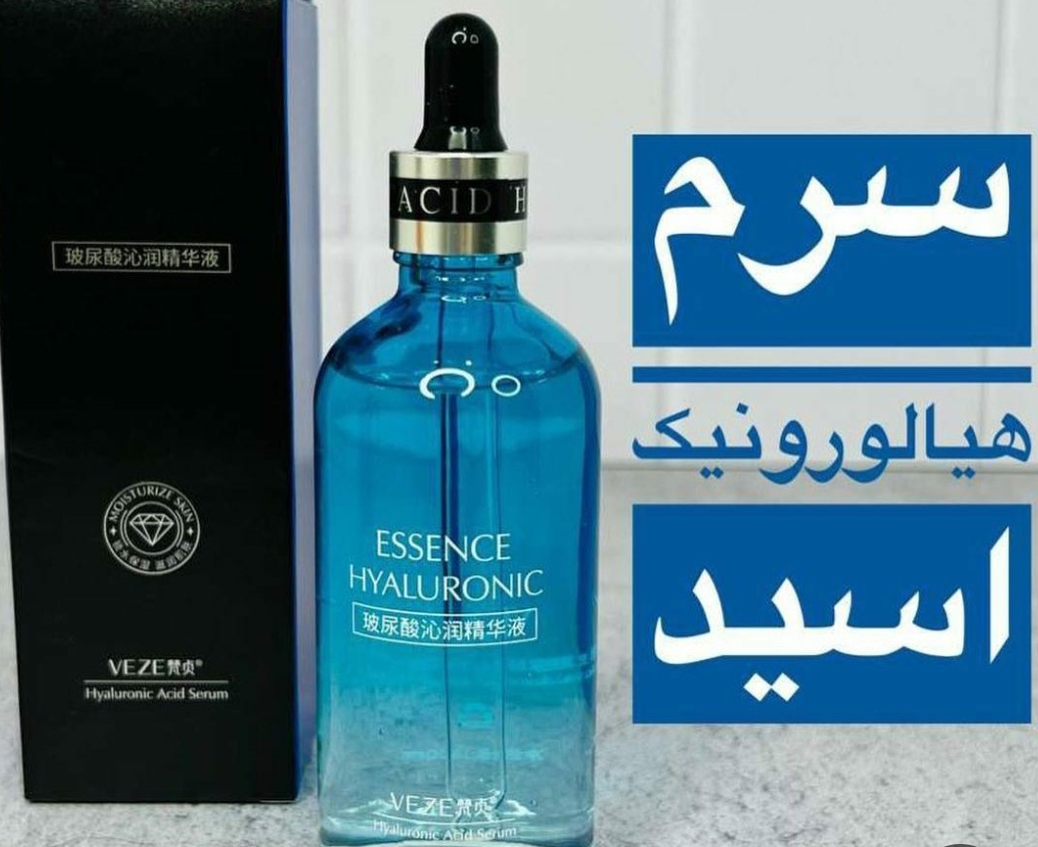 玻尿酸沁润精华液
MOISTURIZE SKIN
VEZE梵贞®
Hyaluronic Acid Serum
ACID H
ESSENCE
HYALURONIC
玻尿酸沁润精华液
VEZE梵贞®
Hyaluronic Acid Serum
سرم
هیالورونیک
اسید